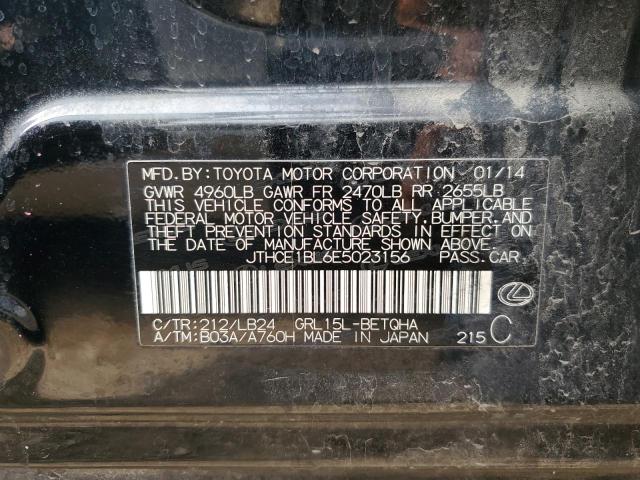 MFD.BY:TOYOTA MOTOR CORPORATION 01/14
GVWR 4960LB GAWR FR 2470LB RR 2655LB
THIS VEHICLE CONFORMS TO ALL APPLICABLE
FEDERAL MOTOR VEHICLE SAFETY,BUMPER,AND
THEFT PREVENTION STANDARDS IN EFFECT ON
THE DATE OF MANUFACTURE SHOWN ABOVE.
JTHCE1BL6E5023156 PASS.CAR
C/TR:212/LB24 GRL15L-BETQHA
A/TM:B03A/A760H MADE IN JAPAN 215 C